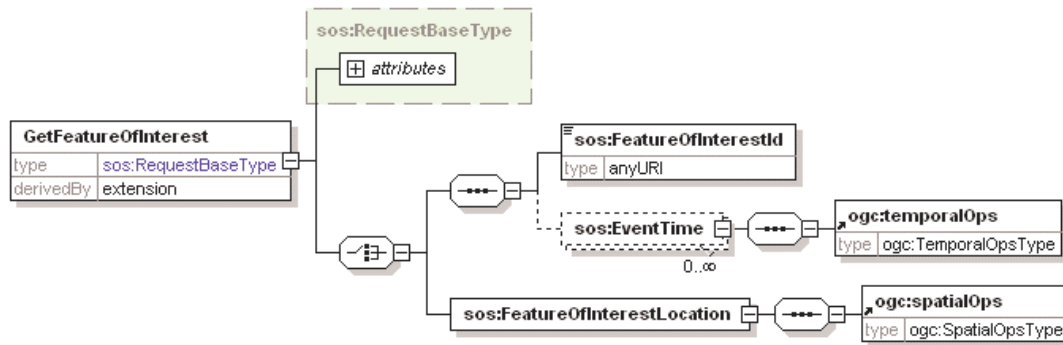 sos:RequestBaseType
attributes
GetFeatureOfInterest
type sos:RequestBaseType
derivedBy extension
sos:FeatureOfInterestId
type anyURI
sos:EventTime
0..∞
ogc:temporalOps
type ogc:TemporalOpsType
sos:FeatureOfInterestLocation
ogc:spatialOps
type ogc:SpatialOpsType